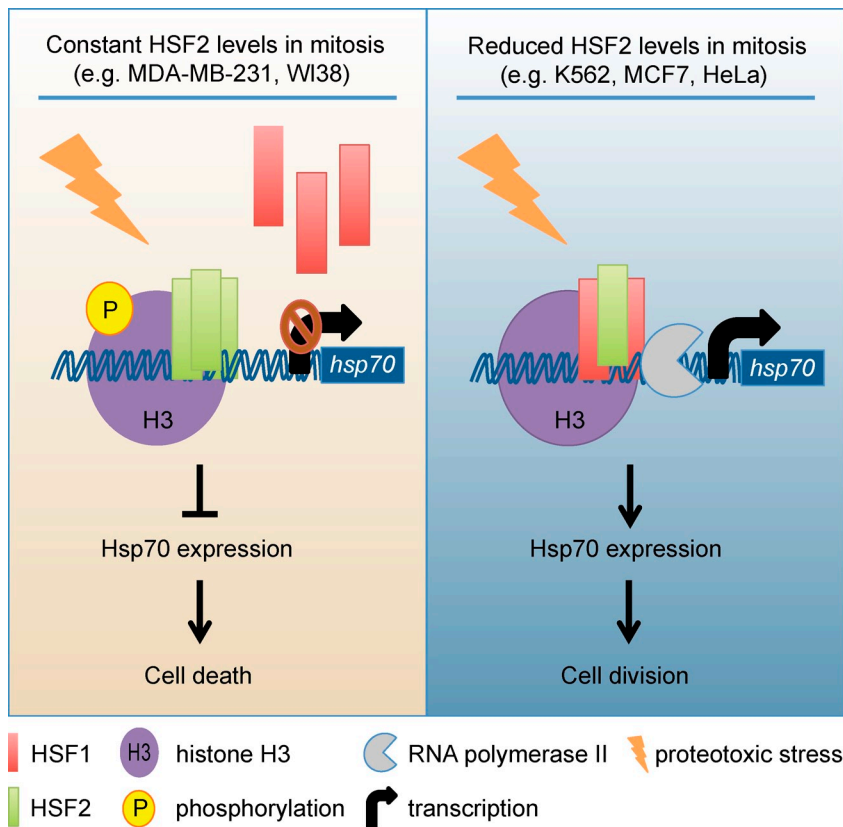 Constant HSF2 levels in mitosis
(e.g. MDA-MB-231, WI38)
P
H3
hsp70
Hsp70 expression
Cell death
Reduced HSF2 levels in mitosis
(e.g. K562, MCF7, HeLa)
H3
hsp70
Hsp70 expression
Cell division
HSF1
H3
histone H3
RNA polymerase II
proteotoxic stress
HSF2
P
phosphorylation
transcription